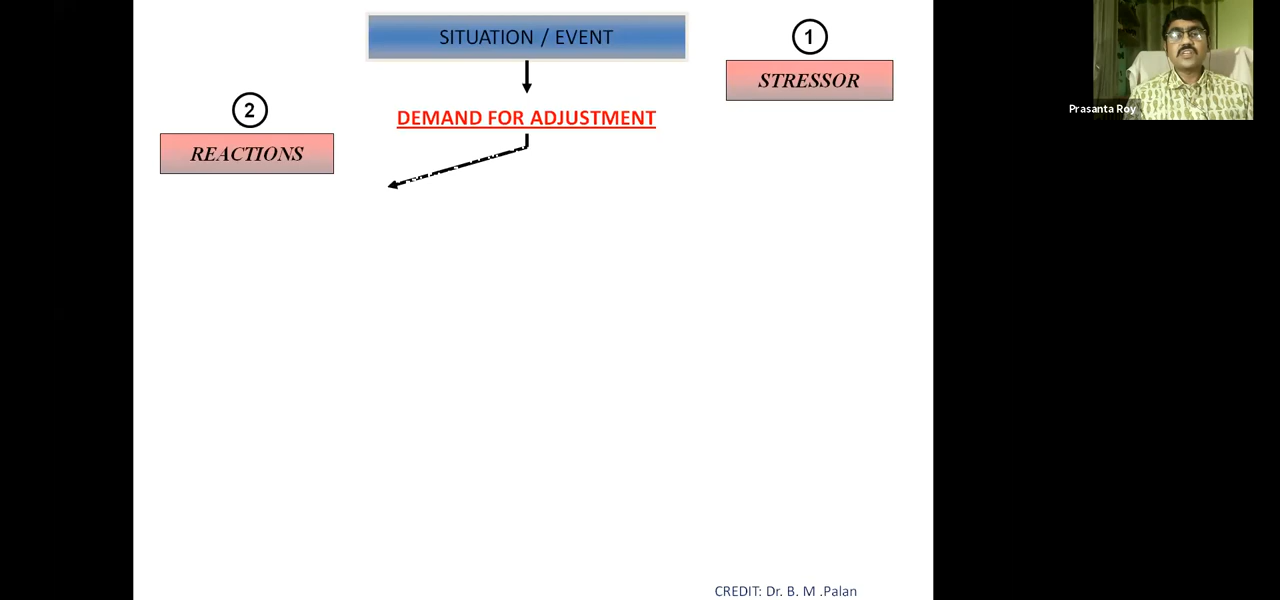 SITUATION / EVENT
1
STRESSOR
Prasanta Roy
2
DEMAND FOR ADJUSTMENT
REACTIONS
CREDIT: Dr. B. M .Palan